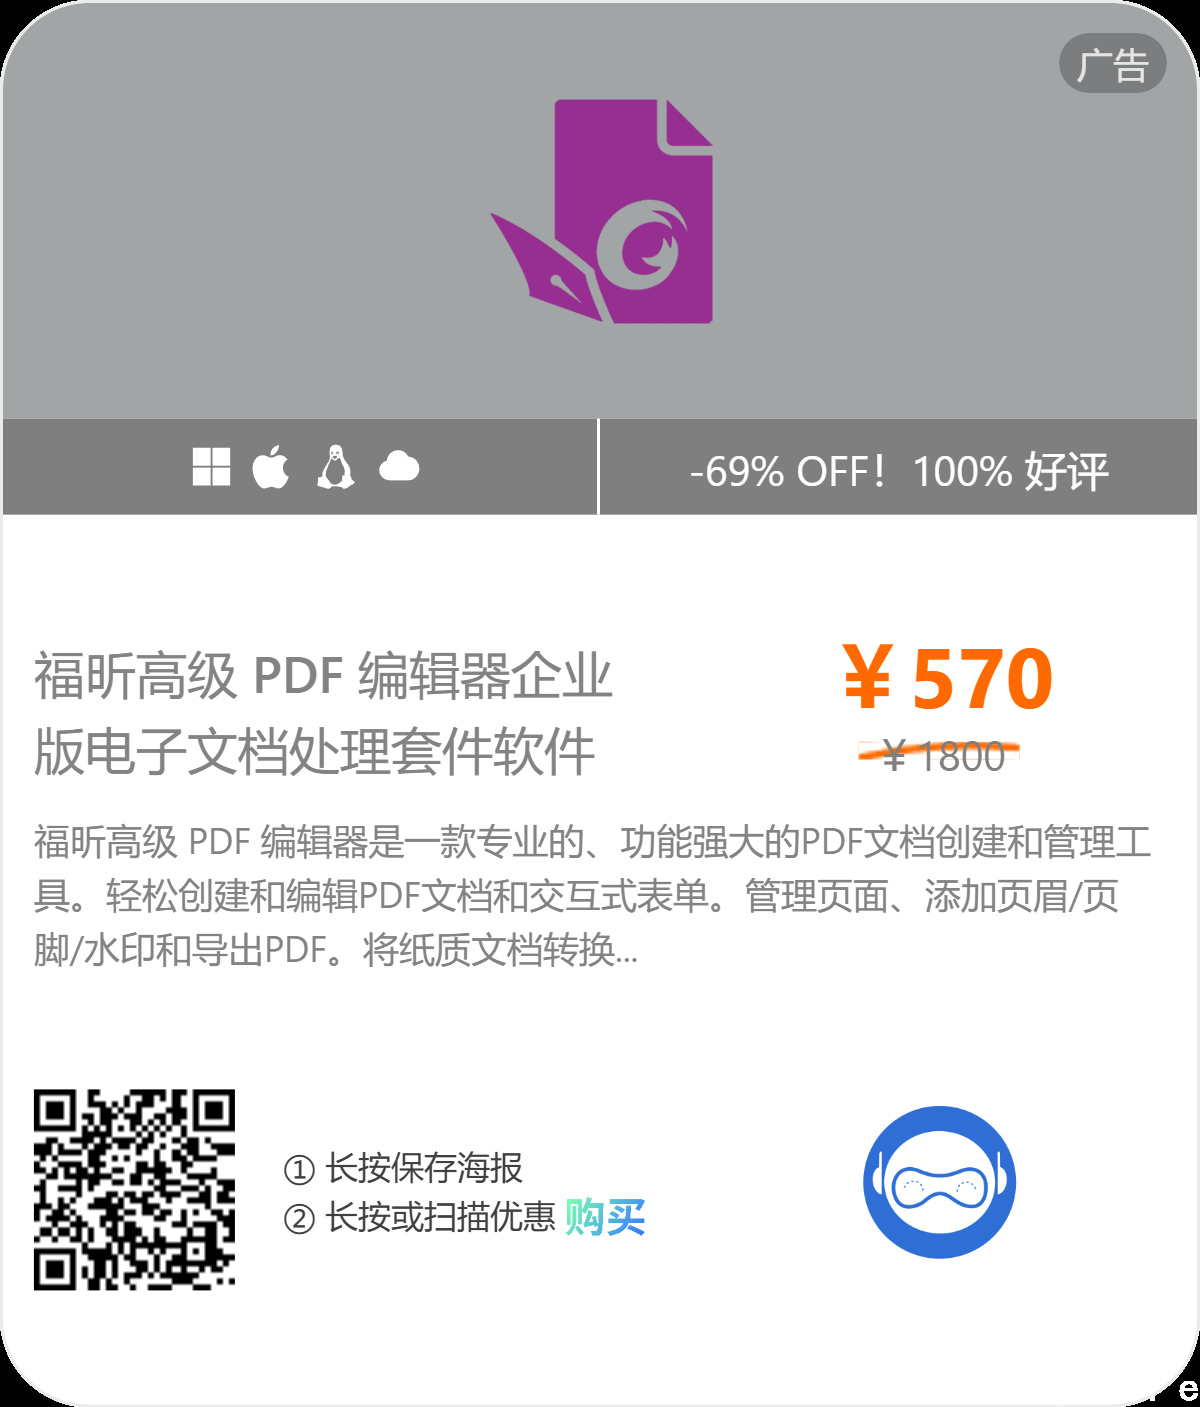 广告
-69% OFF！100% 好评
福昕高级 PDF 编辑器企业
版电子文档处理套件软件
￥570
￥1800
福昕高级 PDF 编辑器是一款专业的、功能强大的PDF文档创建和管理工
具。轻松创建和编辑PDF文档和交互式表单。管理页面、添加页眉/页
脚/水印和导出PDF。将纸质文档转换...
① 长按保存海报
② 长按或扫描优惠 购买